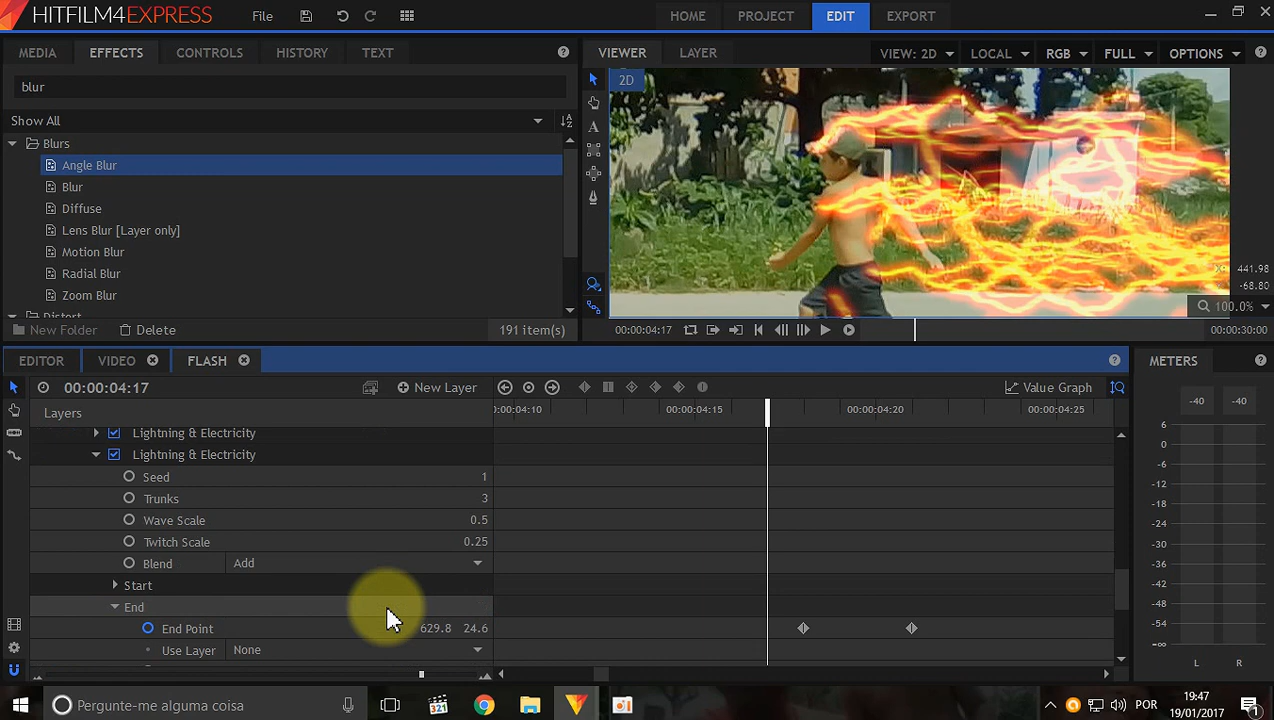 HITFILM4EXPRESS
File
HOME
PROJECT
EDIT
EXPORT
MEDIA
EFFECTS
CONTROLS
HISTORY
TEXT
blur
Show All
Blurs
Angle Blur
Blur
Diffuse
Lens Blur [Layer only]
Motion Blur
Radial Blur
Zoom Blur
New Folder
Delete
191 item(s)
VIEWER
LAYER
VIEW: 2D
LOCAL
RGB
FULL
OPTIONS
2D
X: 441.98
-68.80
100.0%
00:00:04:17
00:00:30:00
EDITOR
VIDEO
FLASH
00:00:04:17
New Layer
Value Graph
Layers
0:00:04:10
00:00:04:15
00:00:04:20
00:00:04:25
Lightning & Electricity
Lightning & Electricity
Seed 1
Trunks 3
Wave Scale 0.5
Twitch Scale 0.25
Blend Add
Start
End
End Point 629.8 24.6
Use Layer None
METERS
-40 -40
6
0
-6
-12
-18
-24
-30
-36
-42
-48
-54
-∞
L R
Pergunte-me alguma coisa
POR
19:47
19/01/2017
1